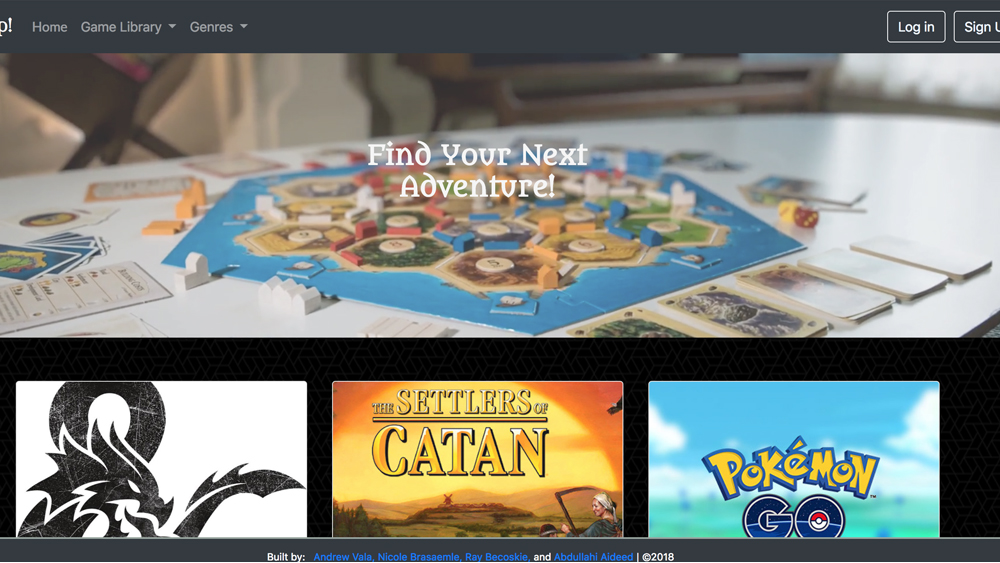 p!
Home
Game Library
Genres
Log in
Sign U
Find Your Next
Adventure!
THE SETTLERS OF
CATAN
POKéMON
GO
TM
Built by: Andrew Vala, Nicole Brasaemle, Ray Becoskie, and Abdullahi Aideed | ©2018